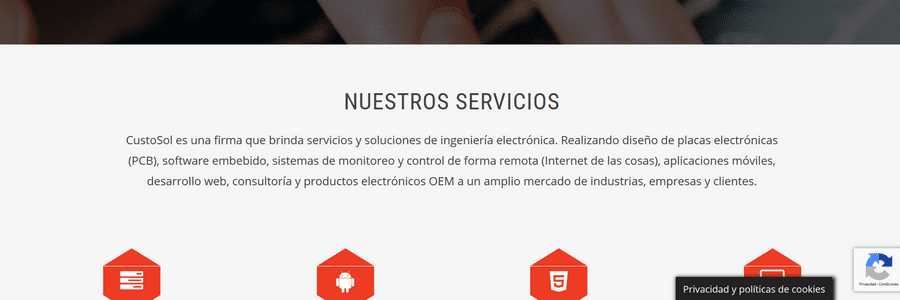 NUESTROS SERVICIOS
CustoSol es una firma que brinda servicios y soluciones de ingeniería electrónica. Realizando diseño de placas electrónicas
(PCB), software embebido, sistemas de monitoreo y control de forma remota (Internet de las cosas), aplicaciones móviles,
desarrollo web, consultoría y productos electrónicos OEM a un amplio mercado de industrias, empresas y clientes.
Privacidad y políticas de cookies
Privacidad - Condiciones